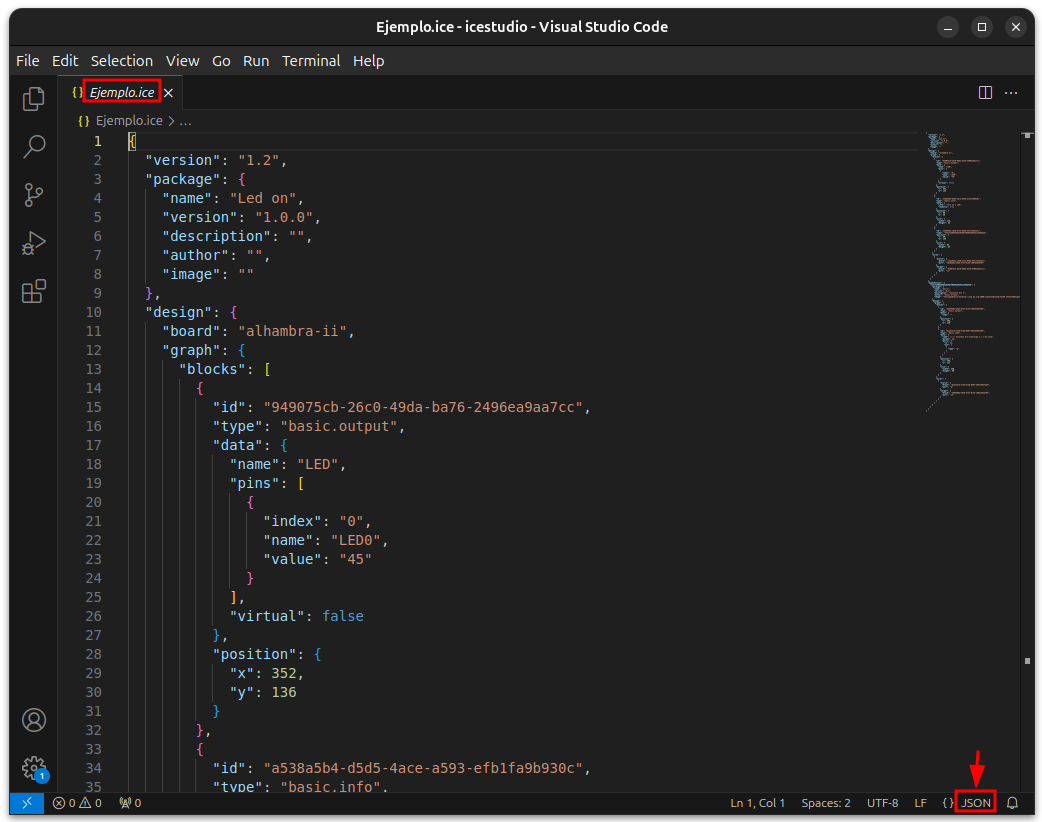 Ejemplo.ice - icestudio - Visual Studio Code
File Edit Selection View Go Run Terminal Help
{} Ejemplo.ice
{} Ejemplo.ice > ...
1 {
2 "version": "1.2",
3 "package": {
4 "name": "Led on",
5 "version": "1.0.0",
6 "description": "",
7 "author": "",
8 "image": ""
9 },
10 "design": {
11 "board": "alhambra-ii",
12 "graph": {
13 "blocks": [
14 {
15 "id": "949075cb-26c0-49da-ba76-2496ea9aa7cc",
16 "type": "basic.output",
17 "data": {
18 "name": "LED",
19 "pins": [
20 {
21 "index": "0",
22 "name": "LED0",
23 "value": "45"
24 }
25 ],
26 "virtual": false
27 },
28 "position": {
29 "x": 352,
30 "y": 136
31 }
32 },
33 {
34 "id": "a538a5b4-d5d5-4ace-a593-efb1fa9b930c",
35 "type": "basic.info",
1
0 0 0 Ln 1, Col 1 Spaces: 2 UTF-8 LF {} JSON